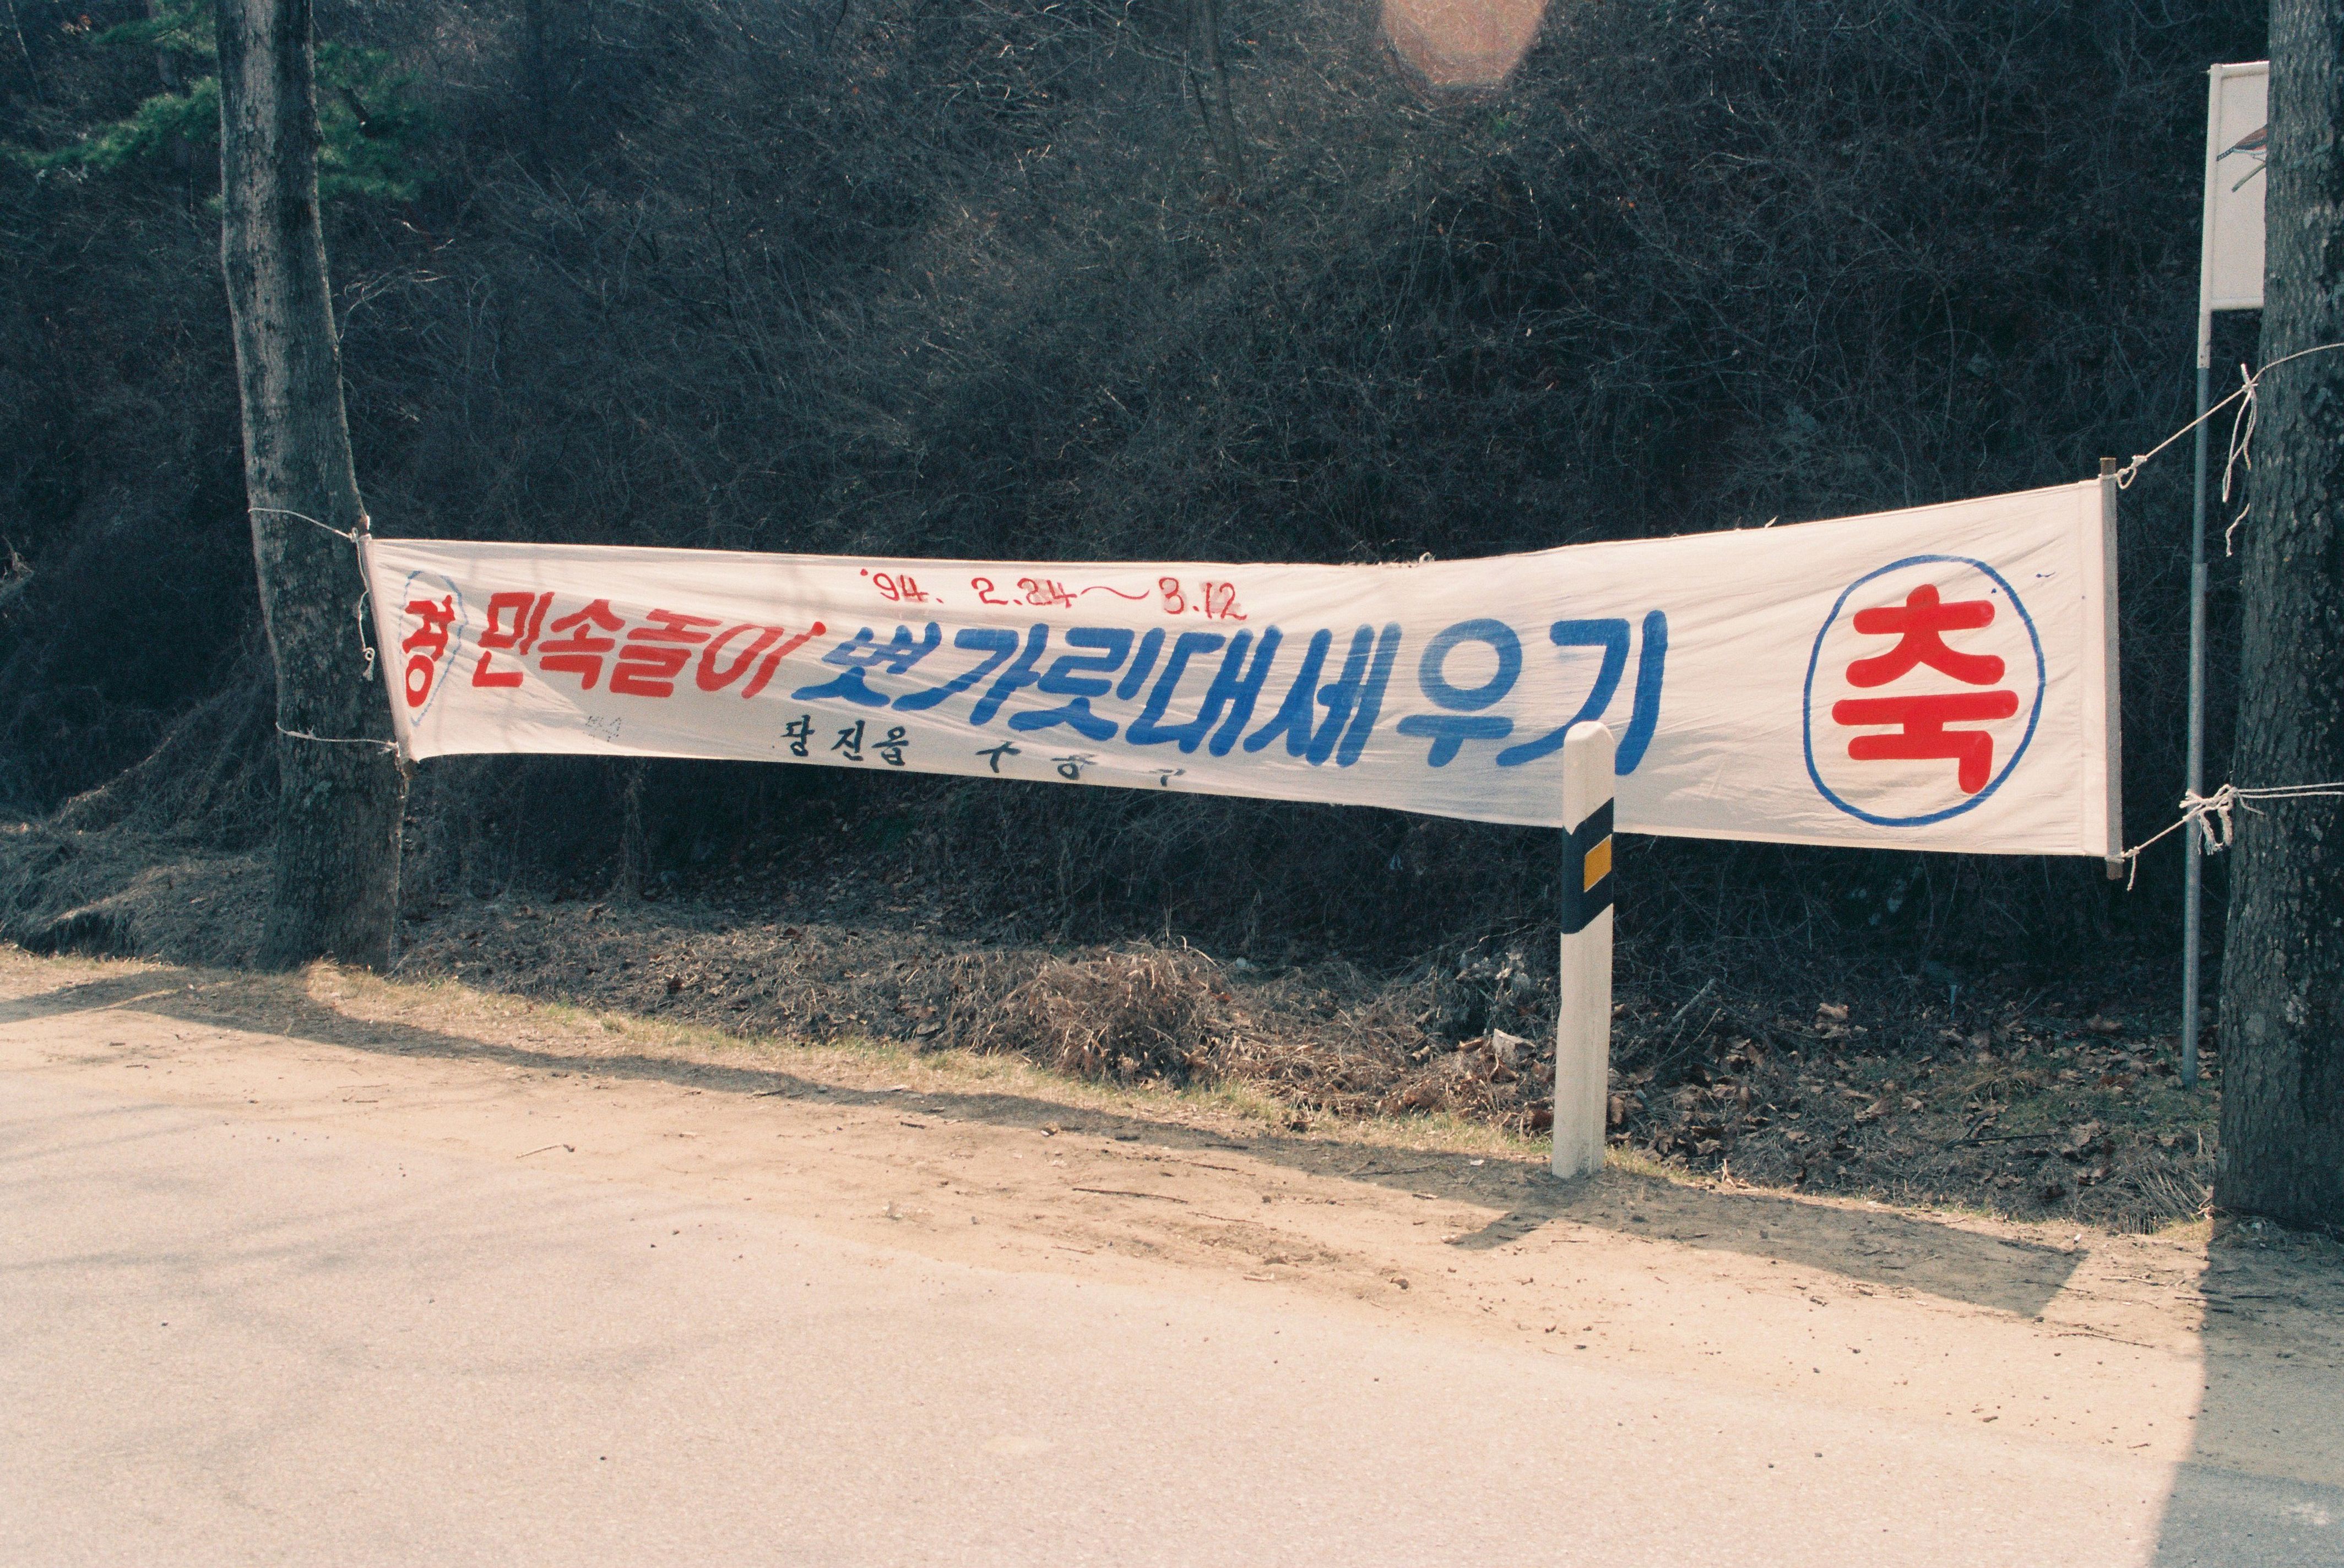 '94. 2.24~3.12
경 민속놀이 볏가릿대세우기 축
당진읍